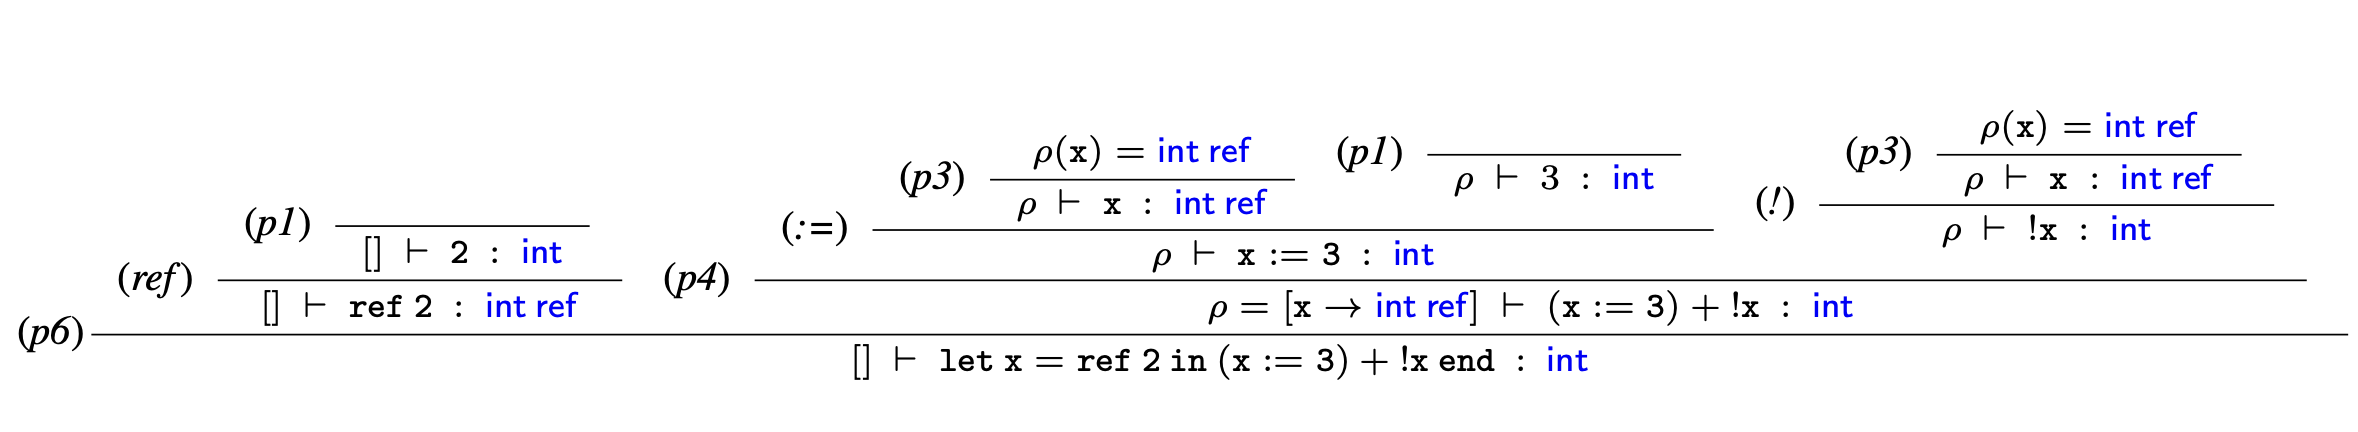 (p3) ρ(x) = int ref
(p3) ρ(x) = int ref (p1)
ρ ⊢ x : int ref ρ ⊢ 3 : int (!) ρ ⊢ x : int ref
(p1) (:=) ρ ⊢ !x : int
[] ⊢ 2 : int ρ ⊢ x := 3 : int
(ref) [] ⊢ ref 2 : int ref (p4) ρ = [x → int ref] ⊢ (x := 3) + !x : int
(p6) [] ⊢ let x = ref 2 in (x := 3) + !x end : int